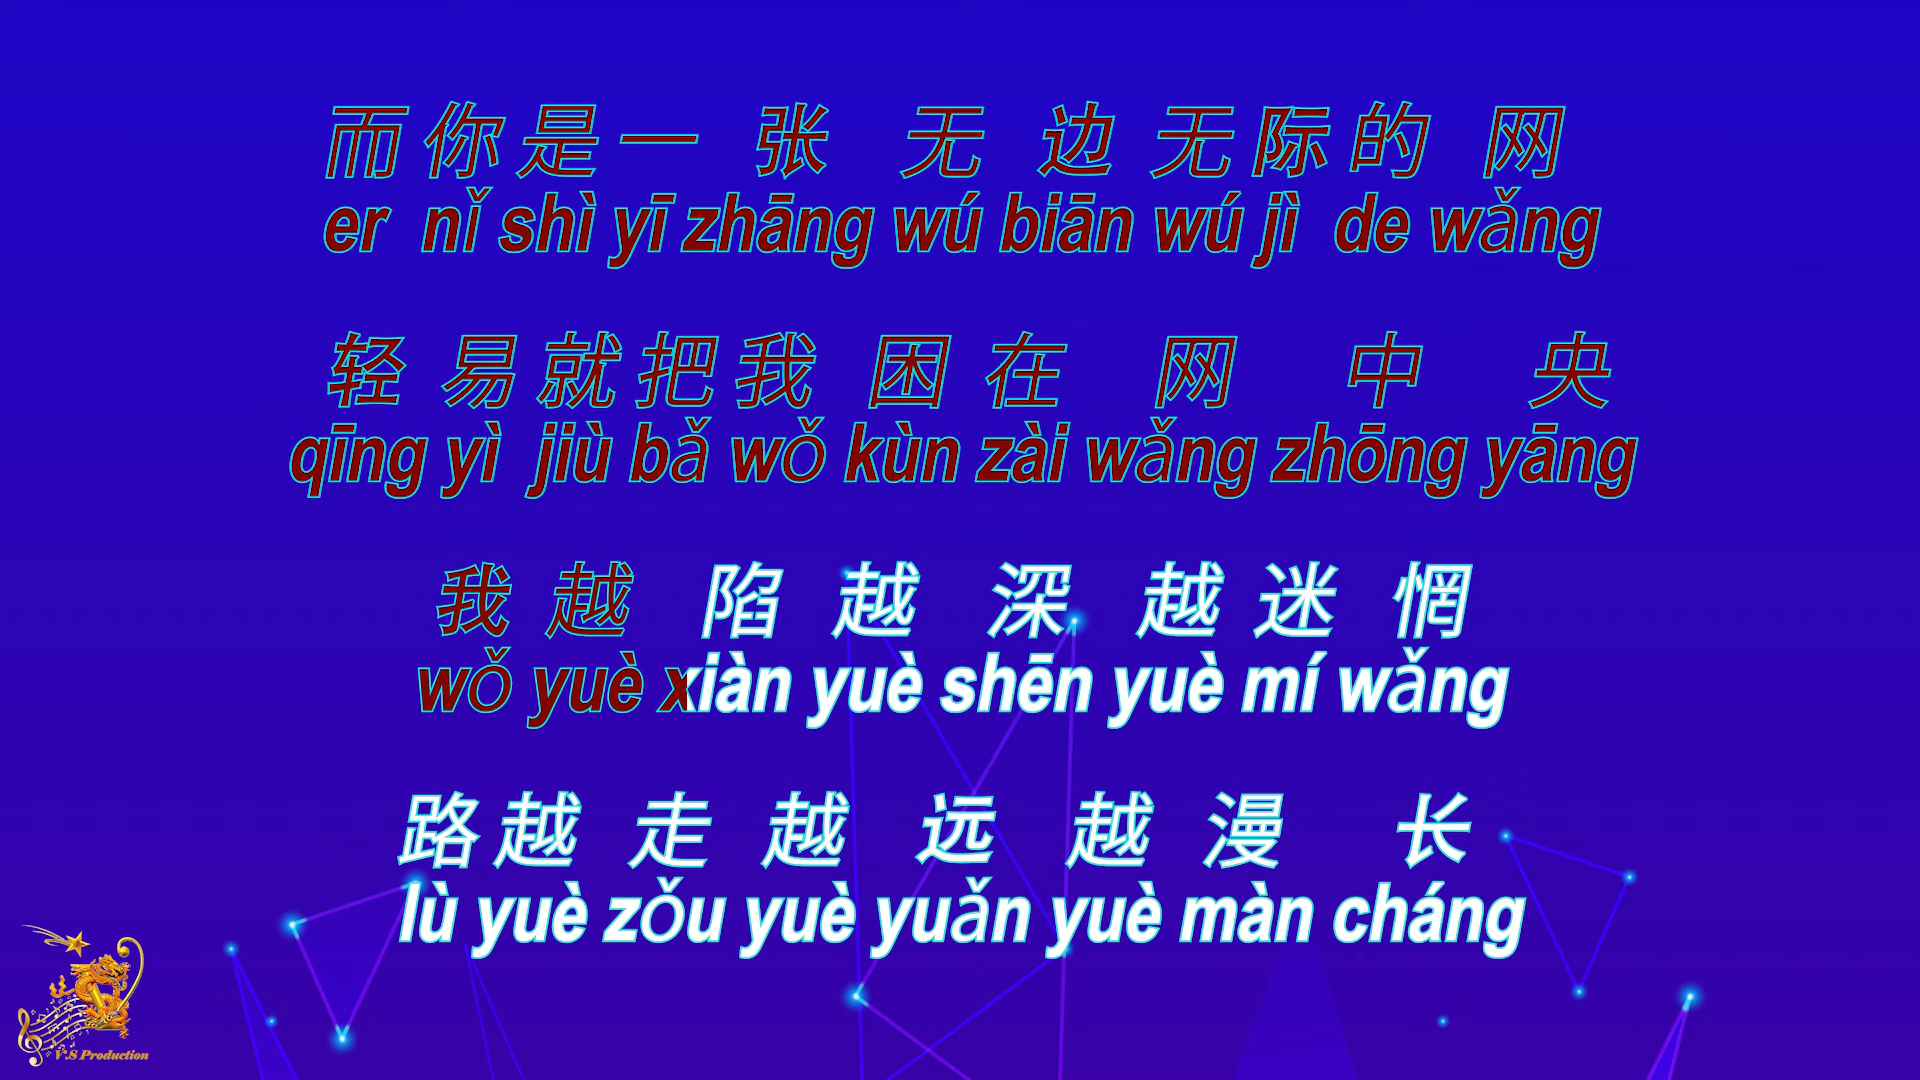 而你是一张无边无际的网
er nǐ shì yī zhāng wú biān wú jì de wǎng
轻易就把我困在网中央
qīng yì jiù bǎ wǒ kùn zài wǎng zhōng yāng
我越陷越深越迷惘
wǒ yuè xiàn yuè shēn yuè mí wǎng
路越走越远越漫长
lù yuè zǒu yuè yuǎn yuè màn cháng
V.S Production